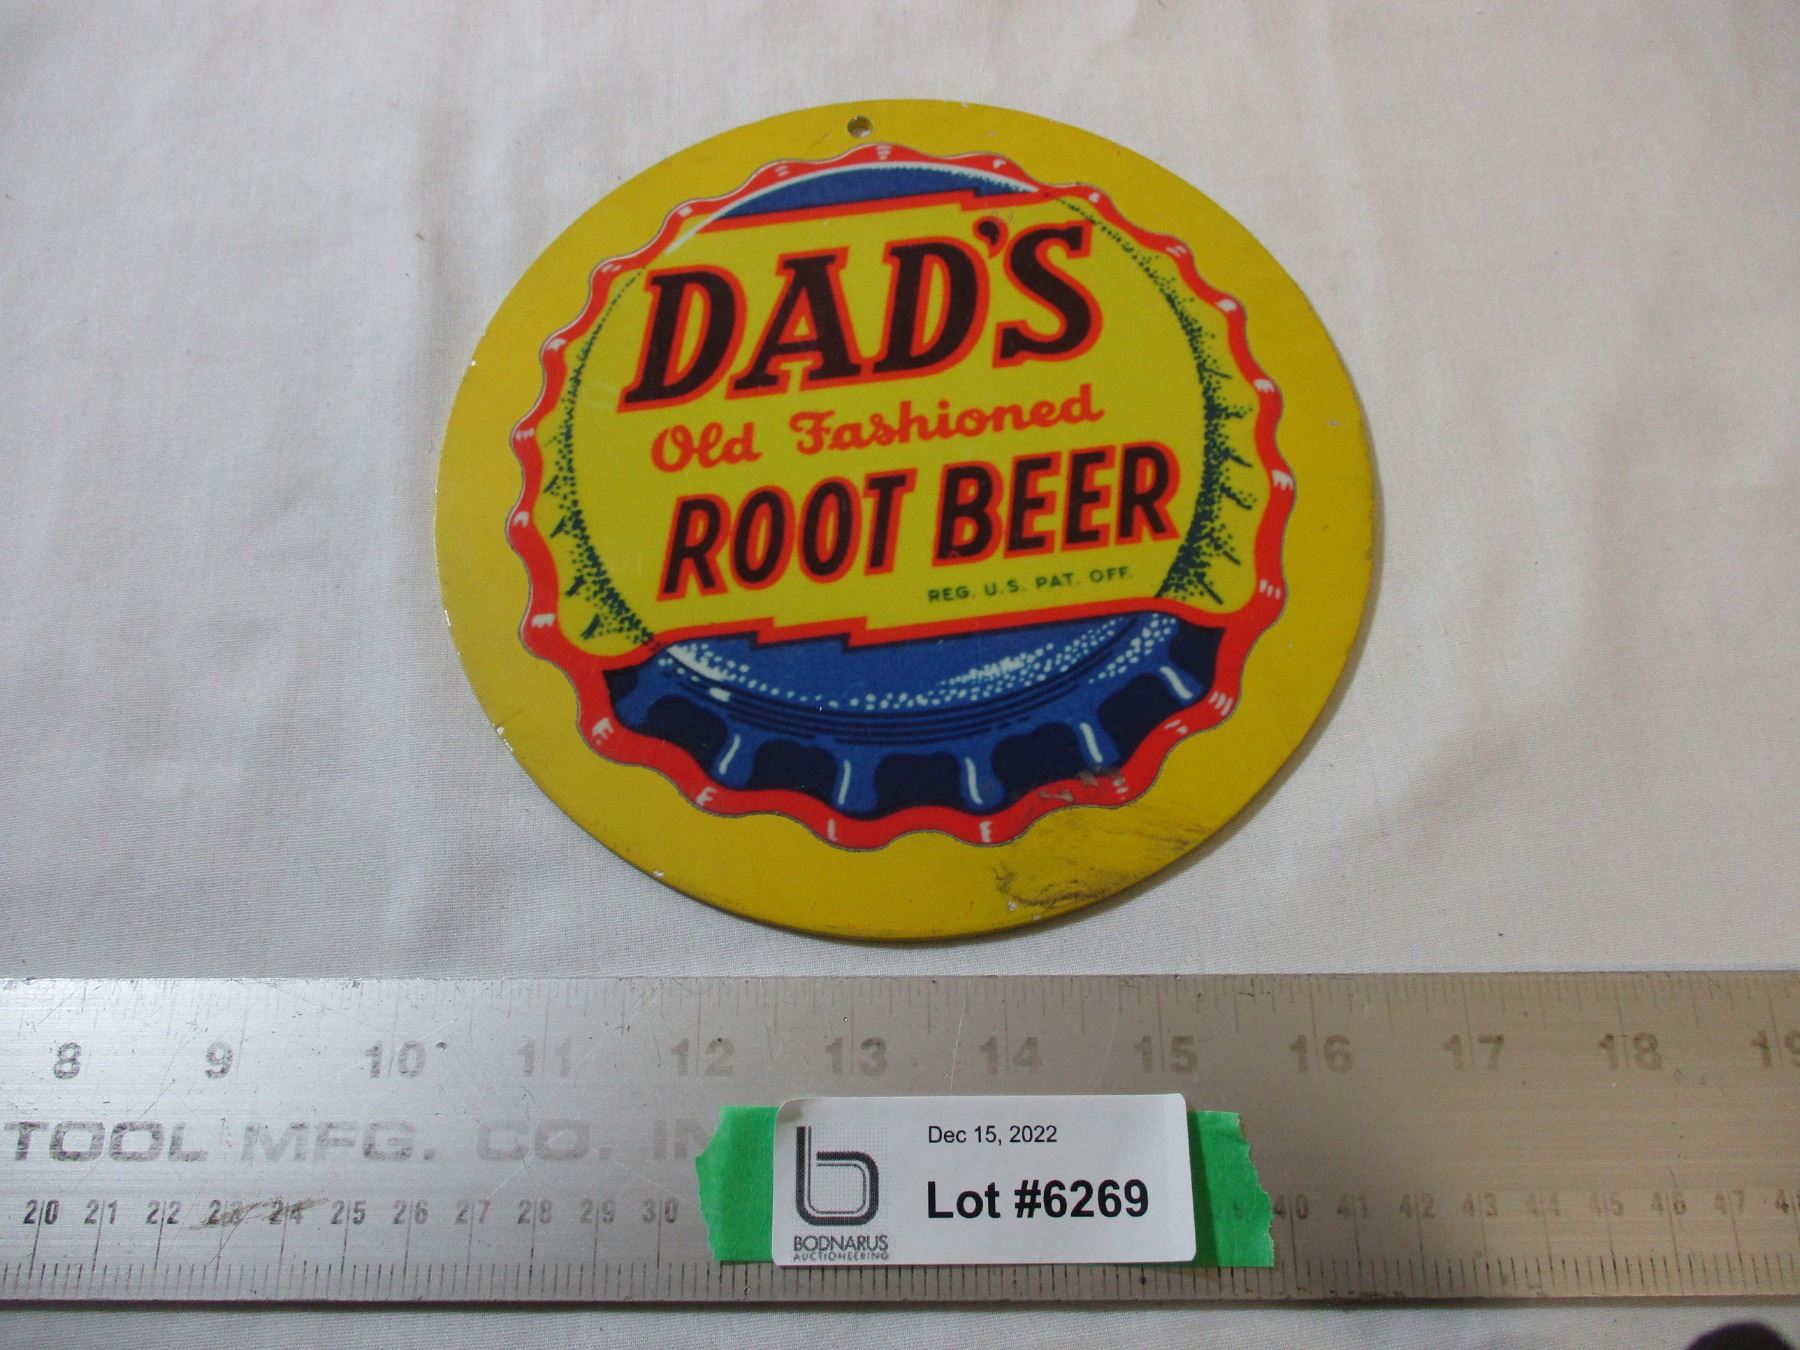 DAD'S
Old Fashioned
ROOT BEER
REG. U.S. PAT. OFF.
8 9 10 11 12 13 14 15 16 17 18 19
TOOL MFG. CO. IN
20 21 22 23 24 25 26 27 28 29 30 40 41 42 43 44 45 46 47
Dec 15, 2022
Lot #6269
BODNARUS
AUCTIONEERING